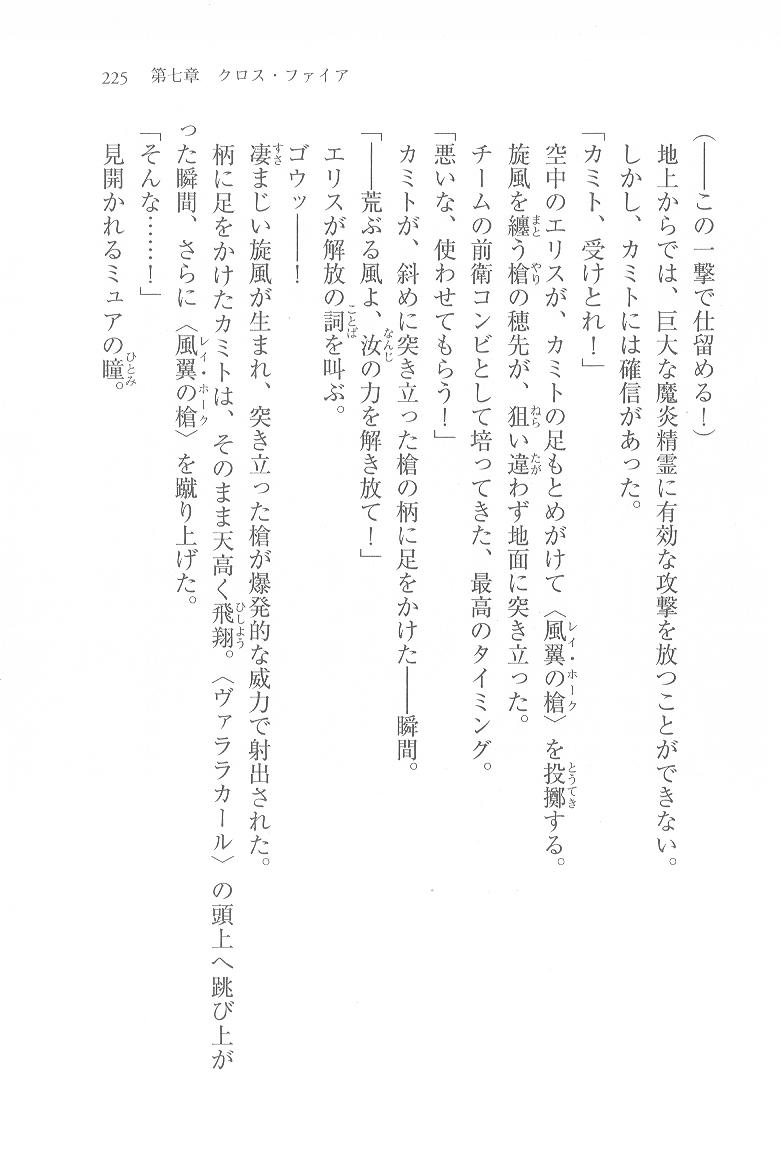 225　第七章　クロス・ファイア
（――この一撃で仕留める！）
　地上からでは、巨大な魔炎精霊に有効な攻撃を放つことができない。
　しかし、カミトには確信があった。
「カミト、受けとれ！」
　空中のエリスが、カミトの足もとめがけて〈風翼の槍〉を投擲する。
　旋風を纏う槍の穂先が、狙い違わず地面に突き立った。
　チームの前衛コンビとして培ってきた、最高のタイミング。
「悪いな、使わせてもらう！」
　カミトが、斜めに突き立った槍の柄に足をかけた――瞬間。
「――荒ぶる風よ、汝の力を解き放て！」
　エリスが解放の詞を叫ぶ。
　ゴウッ――！
　凄まじい旋風が生まれ、突き立った槍が爆発的な威力で射出された。
　柄に足をかけたカミトは、そのまま天高く飛翔。〈ヴァララカール〉の頭上へ跳び上が
った瞬間、さらに〈風翼の槍〉を蹴り上げた。
「そんな……！」
　見開かれるミュアの瞳。